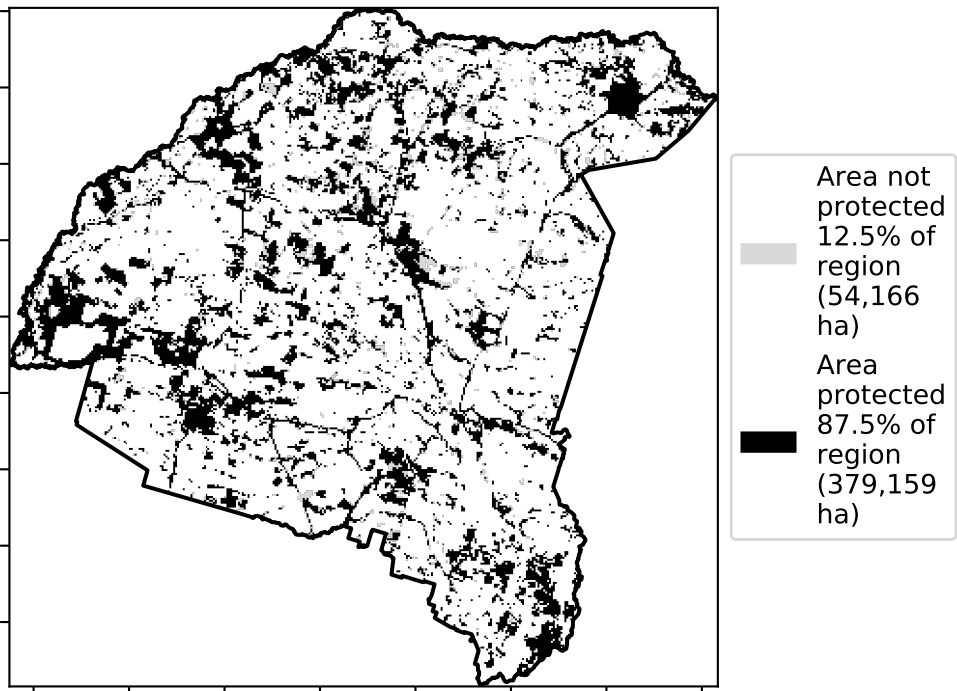 Area not
protected
12.5% of
region
(54,166
ha)
Area
protected
87.5% of
region
(379,159
ha)